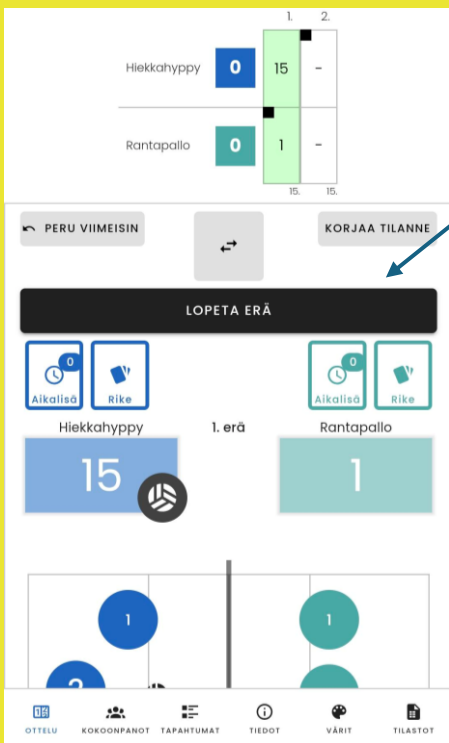 1. 2.
Hiekkahyppy 0 15 -
Rantapallo 0 1 -
15. 15.
PERU VIIMEISIN KORJAA TILANNE
LOPETA ERÄ
0 0
Aikalisä Rike Aikalisä Rike
Hiekkahyppy 1. erä Rantapallo
15 1
1 1
2
OTTELU KOKOONPANOT TAPAHTUMAT TIEDOT VÄRIT TILASTOT